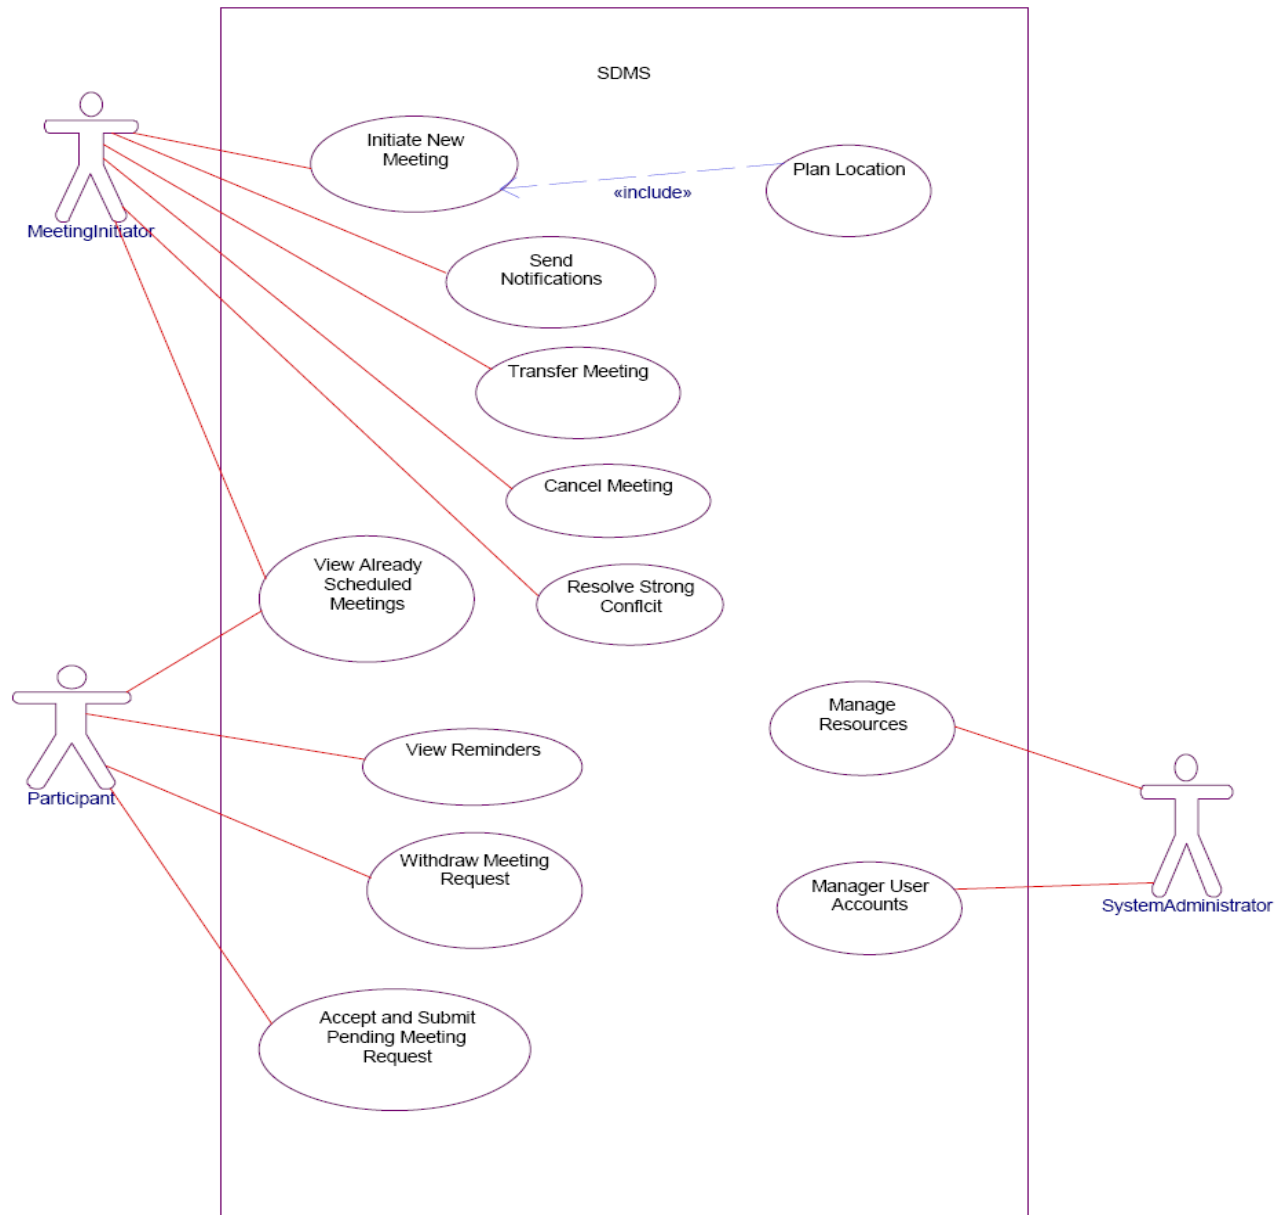 SDMS
Initiate New
Meeting
Plan Location
«include»
MeetingInitiator
Send
Notifications
Transfer Meeting
Cancel Meeting
View Already
Scheduled
Meetings
Resolve Strong
Conflcit
Manage
Resources
View Reminders
Participant
Withdraw Meeting
Request
Manager User
Accounts
SystemAdministrator
Accept and Submit
Pending Meeting
Request